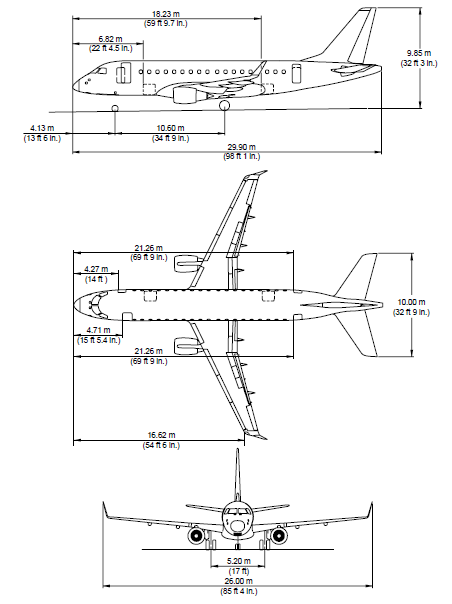 18.23 m
(59 ft 9.7 in.)
6.82 m
(22 ft 4.5 in.)
9.85 m
(32 ft 3 in.)
4.13 m
(13 ft 6 in.)
10.60 m
(34 ft 9 in.)
29.90 m
(98 ft 1 in.)
21.26 m
(69 ft 9 in.)
4.27 m
(14 ft )
10.00 m
(32 ft 9 in.)
4.71 m
(15 ft 5.4 in.)
21.26 m
(69 ft 9 in.)
16.62 m
(54 ft 6 in.)
5.20 m
(17 ft)
26.00 m
(85 ft 4 in.)